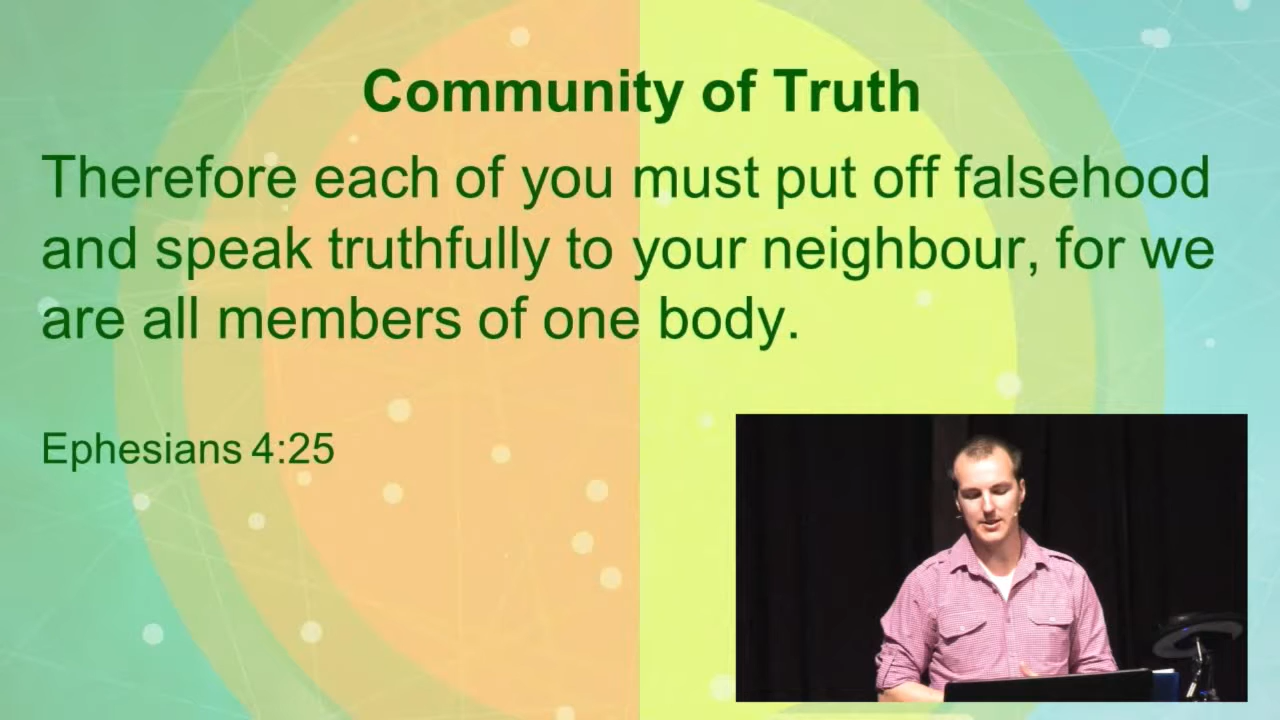 Community of Truth
Therefore each of you must put off falsehood
and speak truthfully to your neighbour, for we
are all members of one body.
Ephesians 4:25